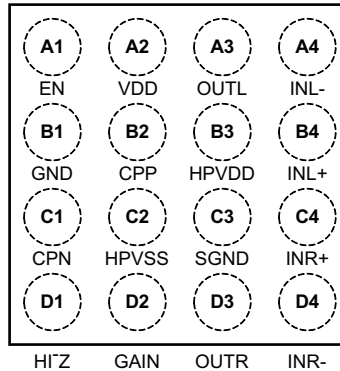 A1 A2 A3 A4
EN VDD OUTL INL-
B1 B2 B3 B4
GND CPP HPVDD INL+
C1 C2 C3 C4
CPN HPVSS SGND INR+
D1 D2 D3 D4
HI-Z GAIN OUTR INR-